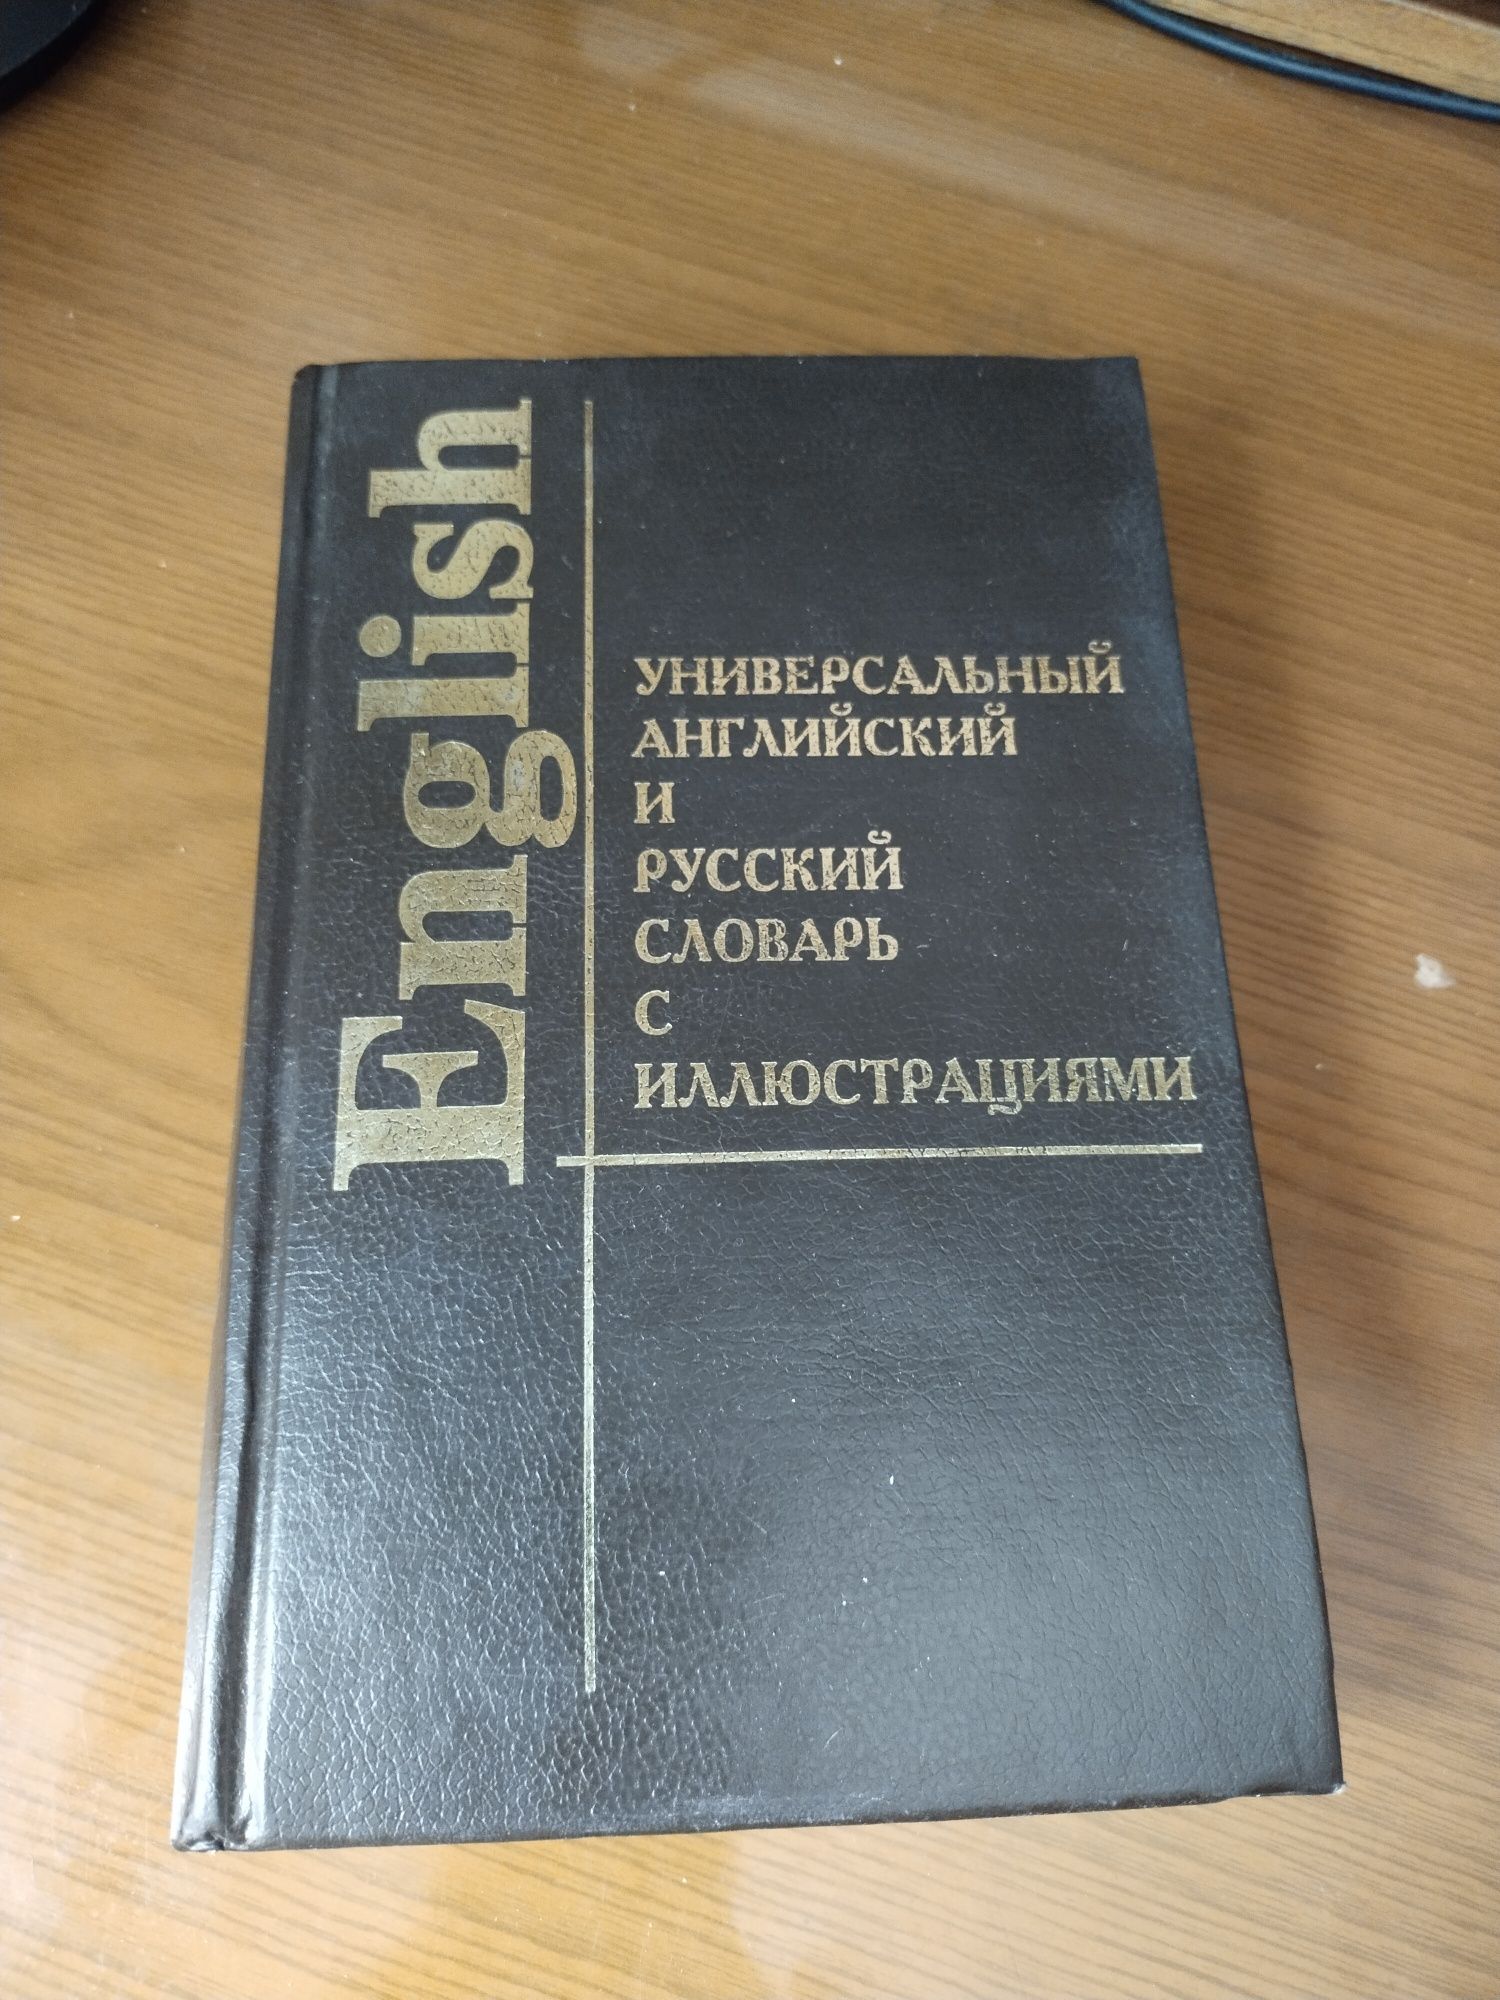 English
УНИВЕРСАЛЬНЫЙ
АНГЛИЙСКИЙ
И
РУССКИЙ
СЛОВАРЬ
С
ИЛЛЮСТРАЦИЯМИ